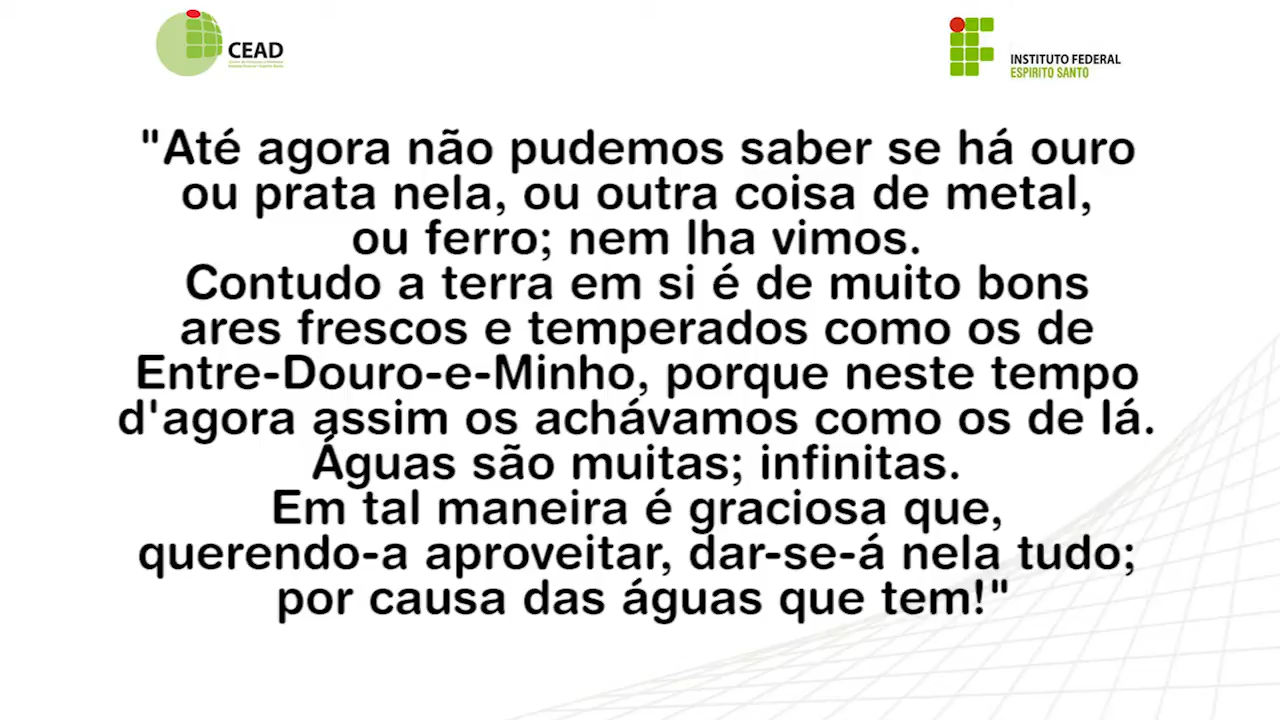 CEAD
INSTITUTO FEDERAL
ESPÍRITO SANTO
"Até agora não pudemos saber se há ouro
ou prata nela, ou outra coisa de metal,
ou ferro; nem lha vimos.
Contudo a terra em si é de muito bons
ares frescos e temperados como os de
Entre-Douro-e-Minho, porque neste tempo
d'agora assim os achávamos como os de lá.
Águas são muitas; infinitas.
Em tal maneira é graciosa que,
querendo-a aproveitar, dar-se-á nela tudo;
por causa das águas que tem!"